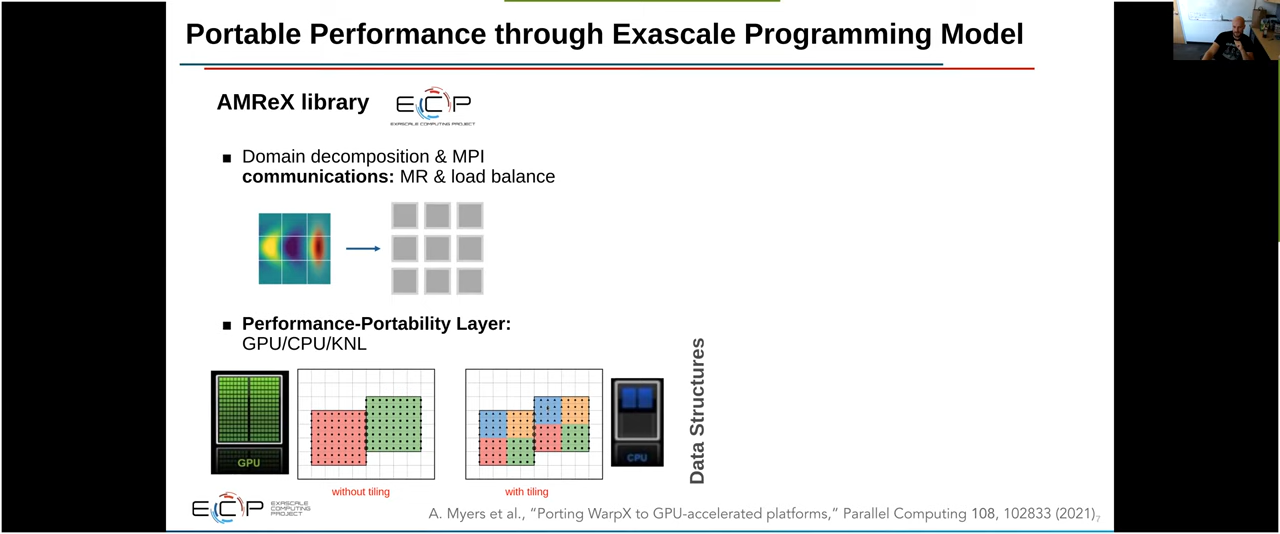 Portable Performance through Exascale Programming Model
AMReX library
ECP
EXASCALE COMPUTING PROJECT
■ Domain decomposition & MPI
communications: MR & load balance
■ Performance-Portability Layer:
GPU/CPU/KNL
GPU
CPU
Data Structures
without tiling
with tiling
ECP
EXASCALE
COMPUTING
PROJECT
A. Myers et al., “Porting WarpX to GPU-accelerated platforms,” Parallel Computing 108, 102833 (2021)
7